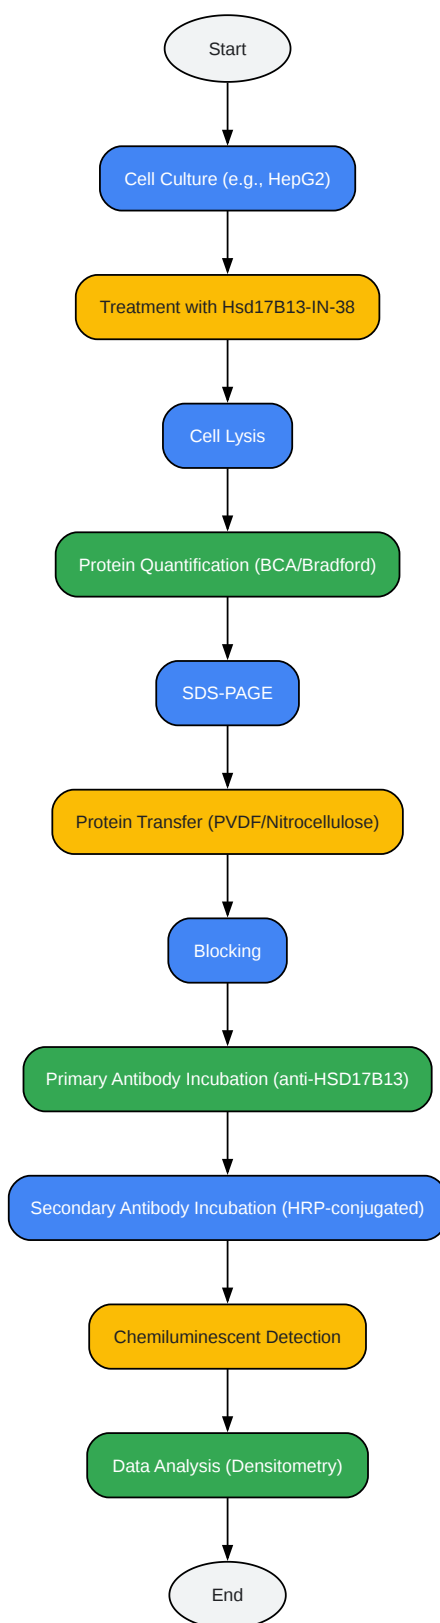 Start
Cell Culture (e.g., HepG2)
Treatment with Hsd17B13-IN-38
Cell Lysis
Protein Quantification (BCA/Bradford)
SDS-PAGE
Protein Transfer (PVDF/Nitrocellulose)
Blocking
Primary Antibody Incubation (anti-HSD17B13)
Secondary Antibody Incubation (HRP-conjugated)
Chemiluminescent Detection
Data Analysis (Densitometry)
End